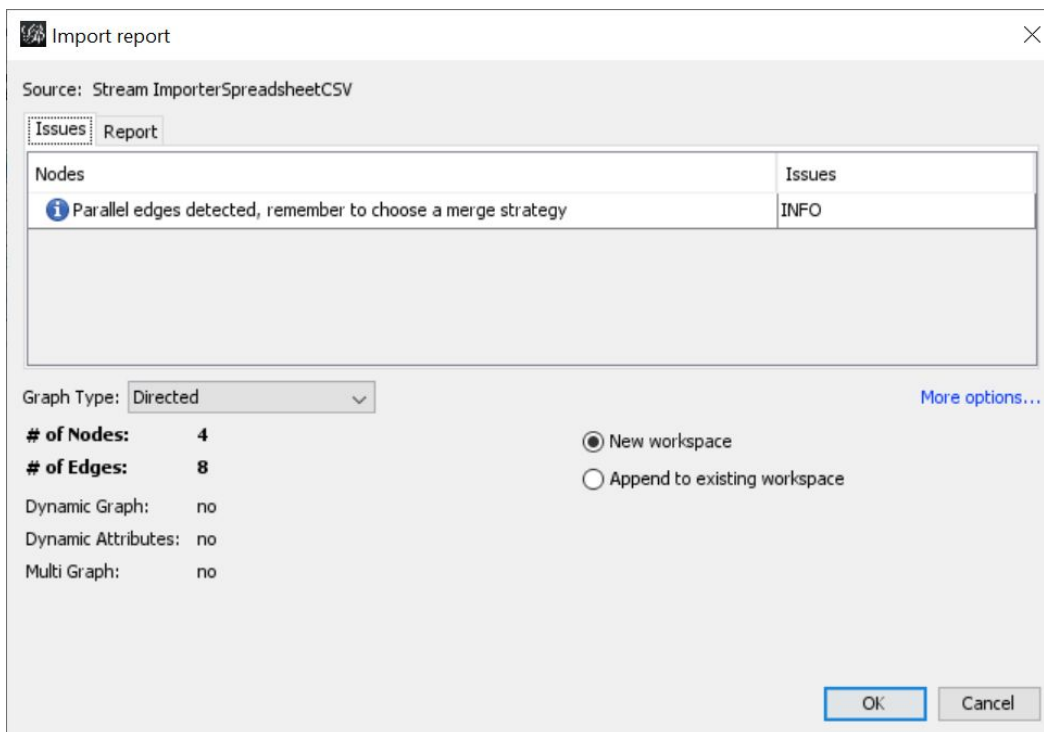 Import report
Source: Stream ImporterSpreadsheetCSV
Issues Report
Nodes Issues
Parallel edges detected, remember to choose a merge strategy INFO
Graph Type: Directed More options...
# of Nodes: 4
# of Edges: 8
New workspace
Append to existing workspace
Dynamic Graph: no
Dynamic Attributes: no
Multi Graph: no
OK Cancel